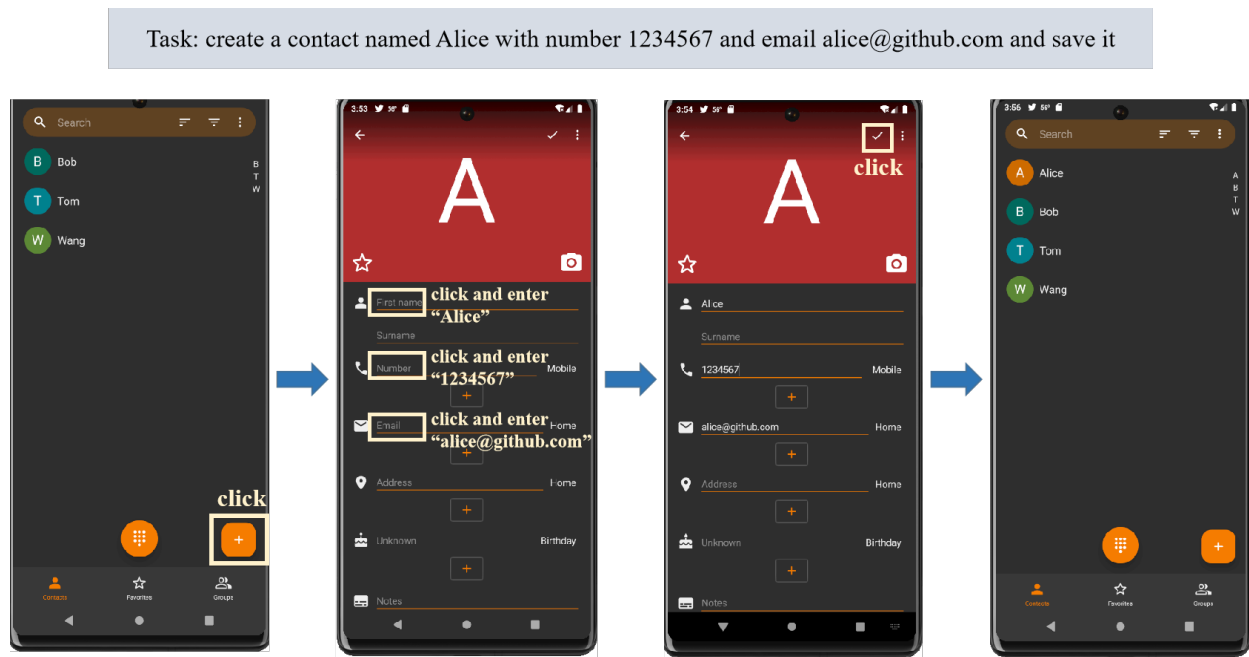 Task: create a contact named Alice with number 1234567 and email alice@github.com and save it
Search
B Bob
T Tom
W Wang
B
T
W
click
+
Contacts
Favorites
Groups
3:53
A
First name
click and enter
“Alice”
Surname
Number
click and enter
“1234567”
Mobile
+
Email
click and enter
“alice@github.com”
Home
+
Address
Home
+
Unknown
Birthday
+
Notes
3:54
click
A
Alice
Surname
1234567
Mobile
+
alice@github.com
Home
+
Address
Home
+
Unknown
Birthday
+
Notes
3:56
Search
A Alice
B Bob
T Tom
W Wang
A
B
T
W
+
Contacts
Favorites
Groups